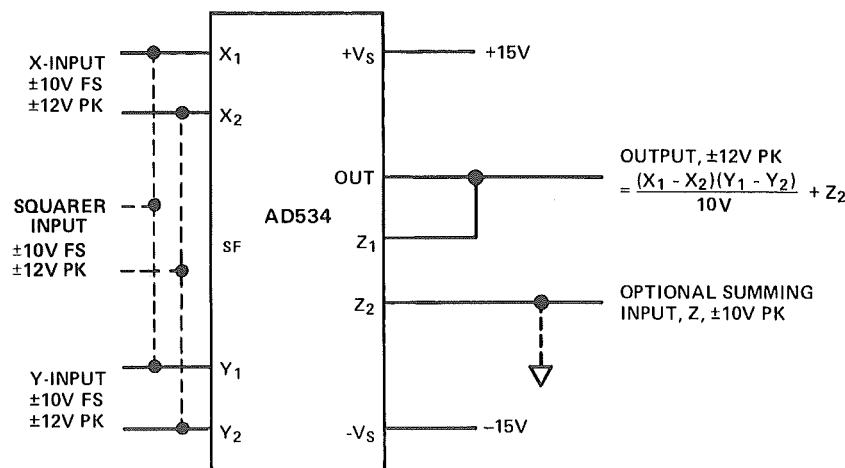 X-INPUT
±10V FS
±12V PK
SQUARER
INPUT
±10V FS
±12V PK
Y-INPUT
±10V FS
±12V PK
X1
X2
SF
Y1
Y2
AD534
+VS
OUT
Z1
Z2
-VS
+15V
OUTPUT, ±12V PK
= (X1 - X2)(Y1 - Y2)
10V
+ Z2
OPTIONAL SUMMING
INPUT, Z, ±10V PK
-15V